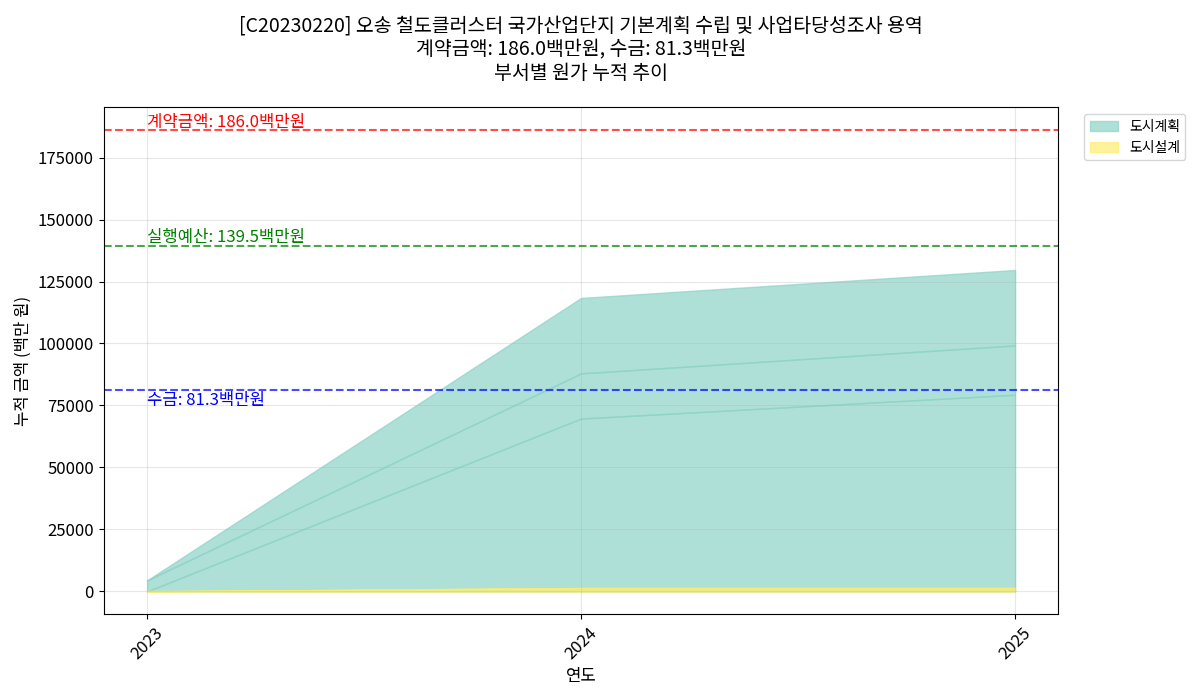 [C20230220] 오송 철도클러스터 국가산업단지 기본계획 수립 및 사업타당성조사 용역
계약금액: 186.0백만원, 수금: 81.3백만원
부서별 원가 누적 추이
계약금액: 186.0백만원
실행예산: 139.5백만원
수금: 81.3백만원
도시계획
도시설계
누적 금액 (백만 원)
175000
150000
125000
100000
75000
50000
25000
0
2023
2024
2025
연도